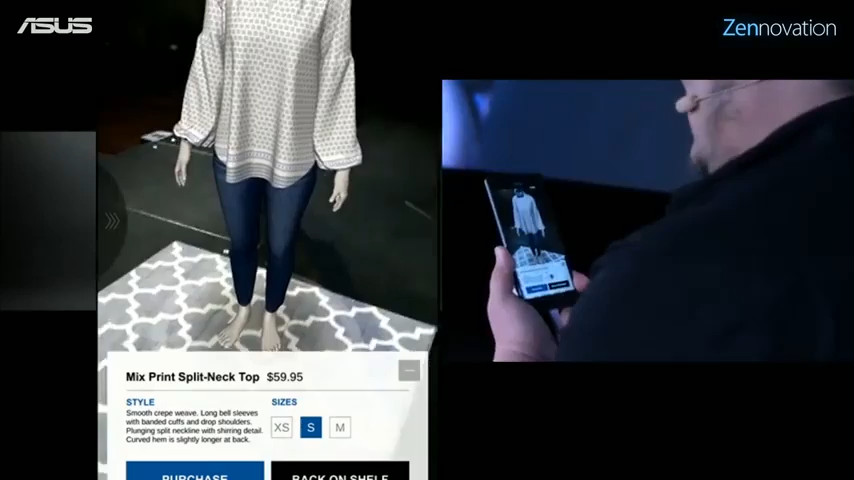 ASUS
Zennovation
Mix Print Split-Neck Top $59.95
STYLE
Smooth crepe weave. Long bell sleeves
with banded cuffs and drop shoulders.
Plunging split neckline with shirring detail.
Curved hem is slightly longer at back.
SIZES
XS S M
PURCHASE
BACK ON SHELF